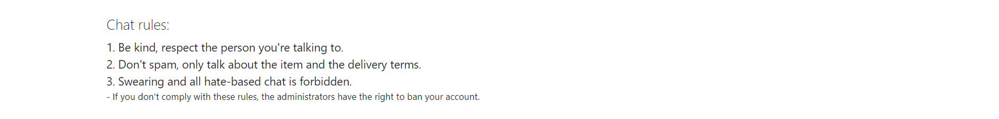 Chat rules:
1. Be kind, respect the person you're talking to.
2. Don't spam, only talk about the item and the delivery terms.
3. Swearing and all hate-based chat is forbidden.
- If you don't comply with these rules, the administrators have the right to ban your account.